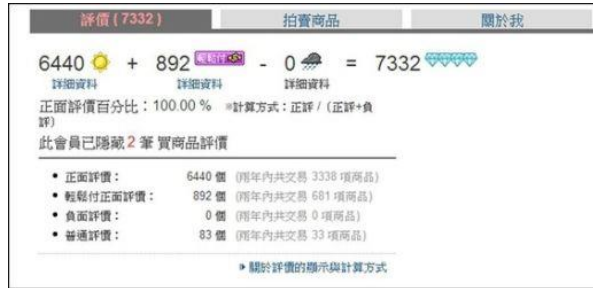 評價 ( 7332 ) 拍賣商品 關於我
6440 + 892 輕鬆付 - 0 = 7332
詳細資料 詳細資料 詳細資料
正面評價百分比：100.00 % ※計算方式：正評 / (正評+負
評)
此會員已隱藏 2 筆 買商品評價
• 正面評價： 6440 個 (兩年內共交易 3338 項商品)
• 輕鬆付正面評價： 892 個 (兩年內共交易 681 項商品)
• 負面評價： 0 個 (兩年內共交易 0 項商品)
• 普通評價： 83 個 (兩年內共交易 33 項商品)
關於評價的顯示與計算方式